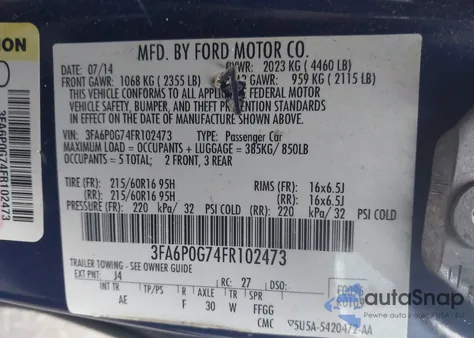 MFD. BY FORD MOTOR CO.
DATE: 07/14 GVWR: 2023 KG ( 4460 LB)
FRONT GAWR: 1068 KG ( 2355 LB) GAWR: 959 KG ( 2115 LB)
THIS VEHICLE CONFORMS TO ALL APPLICABLE FEDERAL MOTOR
VEHICLE SAFETY, BUMPER, AND THEFT PREVENTION STANDARDS
IN EFFECT ON THE DATE OF MANUFACTURE SHOWN ABOVE.
VIN: 3FA6P0G74FR102473 TYPE: Passenger Car
MAXIMUM LOAD = OCCUPANTS + LUGGAGE = 385KG/ 850LB
OCCUPANTS = 5 TOTAL; 2 FRONT, 3 REAR
TIRE (FR): 215/60R16 95H RIMS (FR): 16x6.5J
(RR): 215/60R16 95H (RR): 16x6.5J
PRESSURE (FR): 220 kPa/ 32 PSI COLD (RR): 220 kPa/ 32 PSI COLD
3FA6P0G74FR102473
TRAILER TOWING - SEE OWNER GUIDE
EXT PNT: J4 RC: 27 DSO:
INT TR TP/PS R AXLE TR SPR
AE F 30 W FFGG
CMC 5U5A-5420472-AA
3FA6P0G74FR102473
AutoSnap